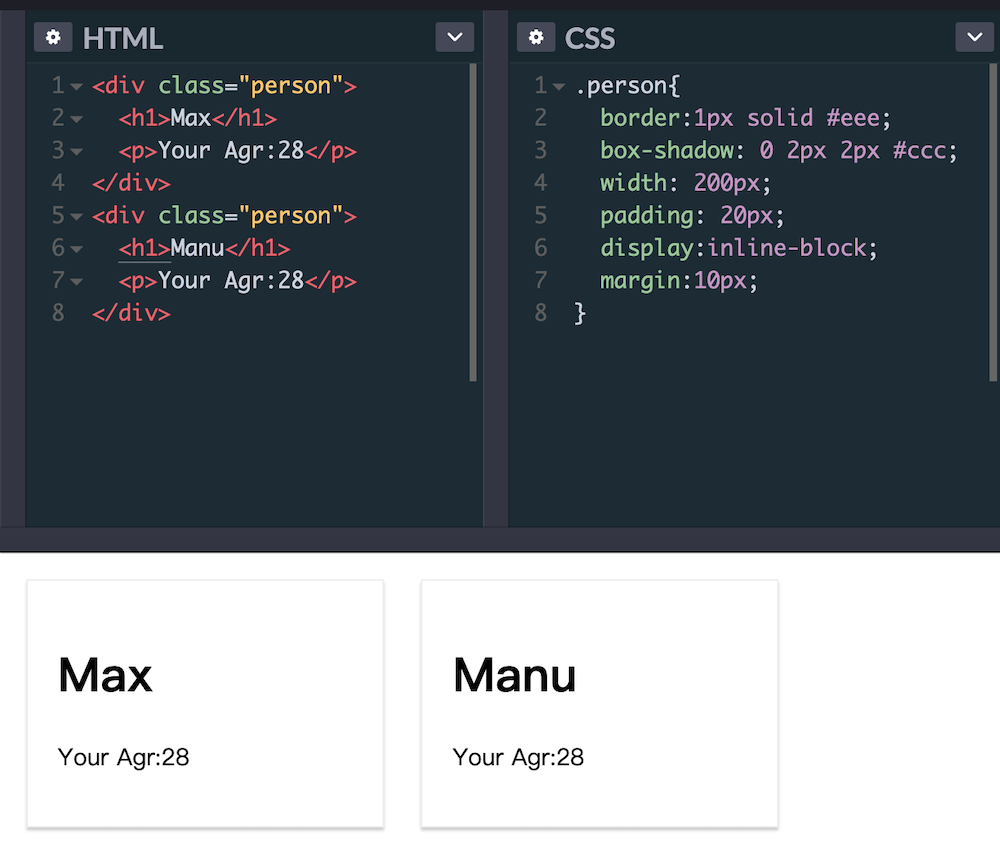 HTML
1 <div class="person">
2 <h1>Max</h1>
3 <p>Your Agr:28</p>
4 </div>
5 <div class="person">
6 <h1>Manu</h1>
7 <p>Your Agr:28</p>
8 </div>
CSS
1 .person{
2 border:1px solid #eee;
3 box-shadow: 0 2px 2px #ccc;
4 width: 200px;
5 padding: 20px;
6 display:inline-block;
7 margin:10px;
8 }
Max
Your Agr:28
Manu
Your Agr:28